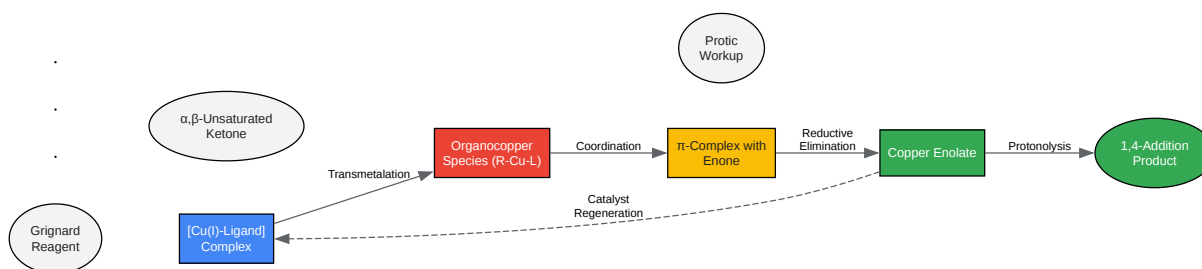 Protic
Workup
α,β-Unsaturated
Ketone
Organocopper
Species (R-Cu-L)
Coordination
π-Complex with
Enone
Reductive
Elimination
Copper Enolate
Protonolysis
1,4-Addition
Product
Transmetalation
Catalyst
Regeneration
Grignard
Reagent
[Cu(I)-Ligand]
Complex